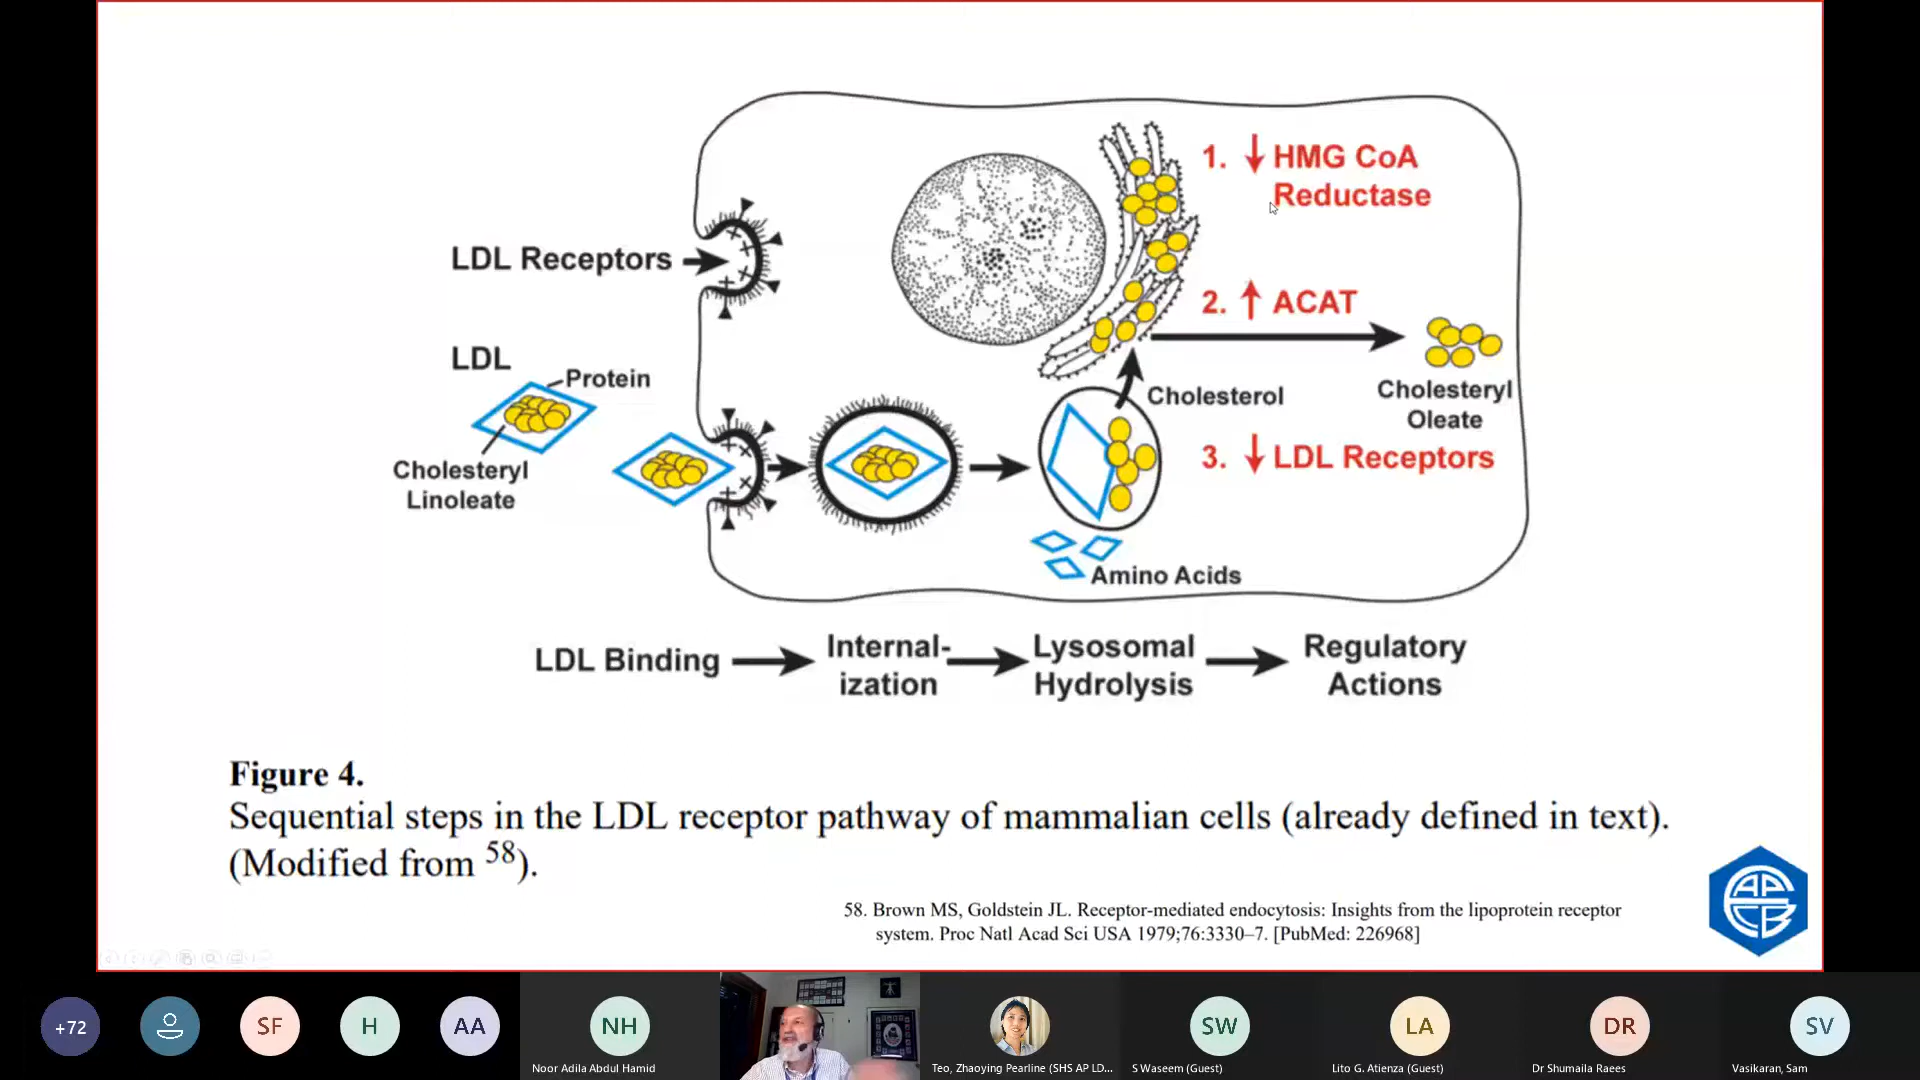 1. ↓ HMG CoA
Reductase
LDL Receptors
2. ↑ ACAT
LDL
Protein
Cholesterol
Cholesteryl
Oleate
Cholesteryl
Linoleate
3. ↓ LDL Receptors
Amino Acids
LDL Binding
Internal-
ization
Lysosomal
Hydrolysis
Regulatory
Actions
Figure 4.
Sequential steps in the LDL receptor pathway of mammalian cells (already defined in text).
(Modified from 58).
58. Brown MS, Goldstein JL. Receptor-mediated endocytosis: Insights from the lipoprotein receptor
system. Proc Natl Acad Sci USA 1979;76:3330–7. [PubMed: 226968]
APFCB
+72
SF
H
AA
NH
Noor Adila Abdul Hamid
Teo, Zhaoying Pearline (SHS AP LD...
SW
S Waseem (Guest)
LA
Lito G. Atienza (Guest)
DR
Dr Shumaila Raees
SV
Vasikaran, Sam